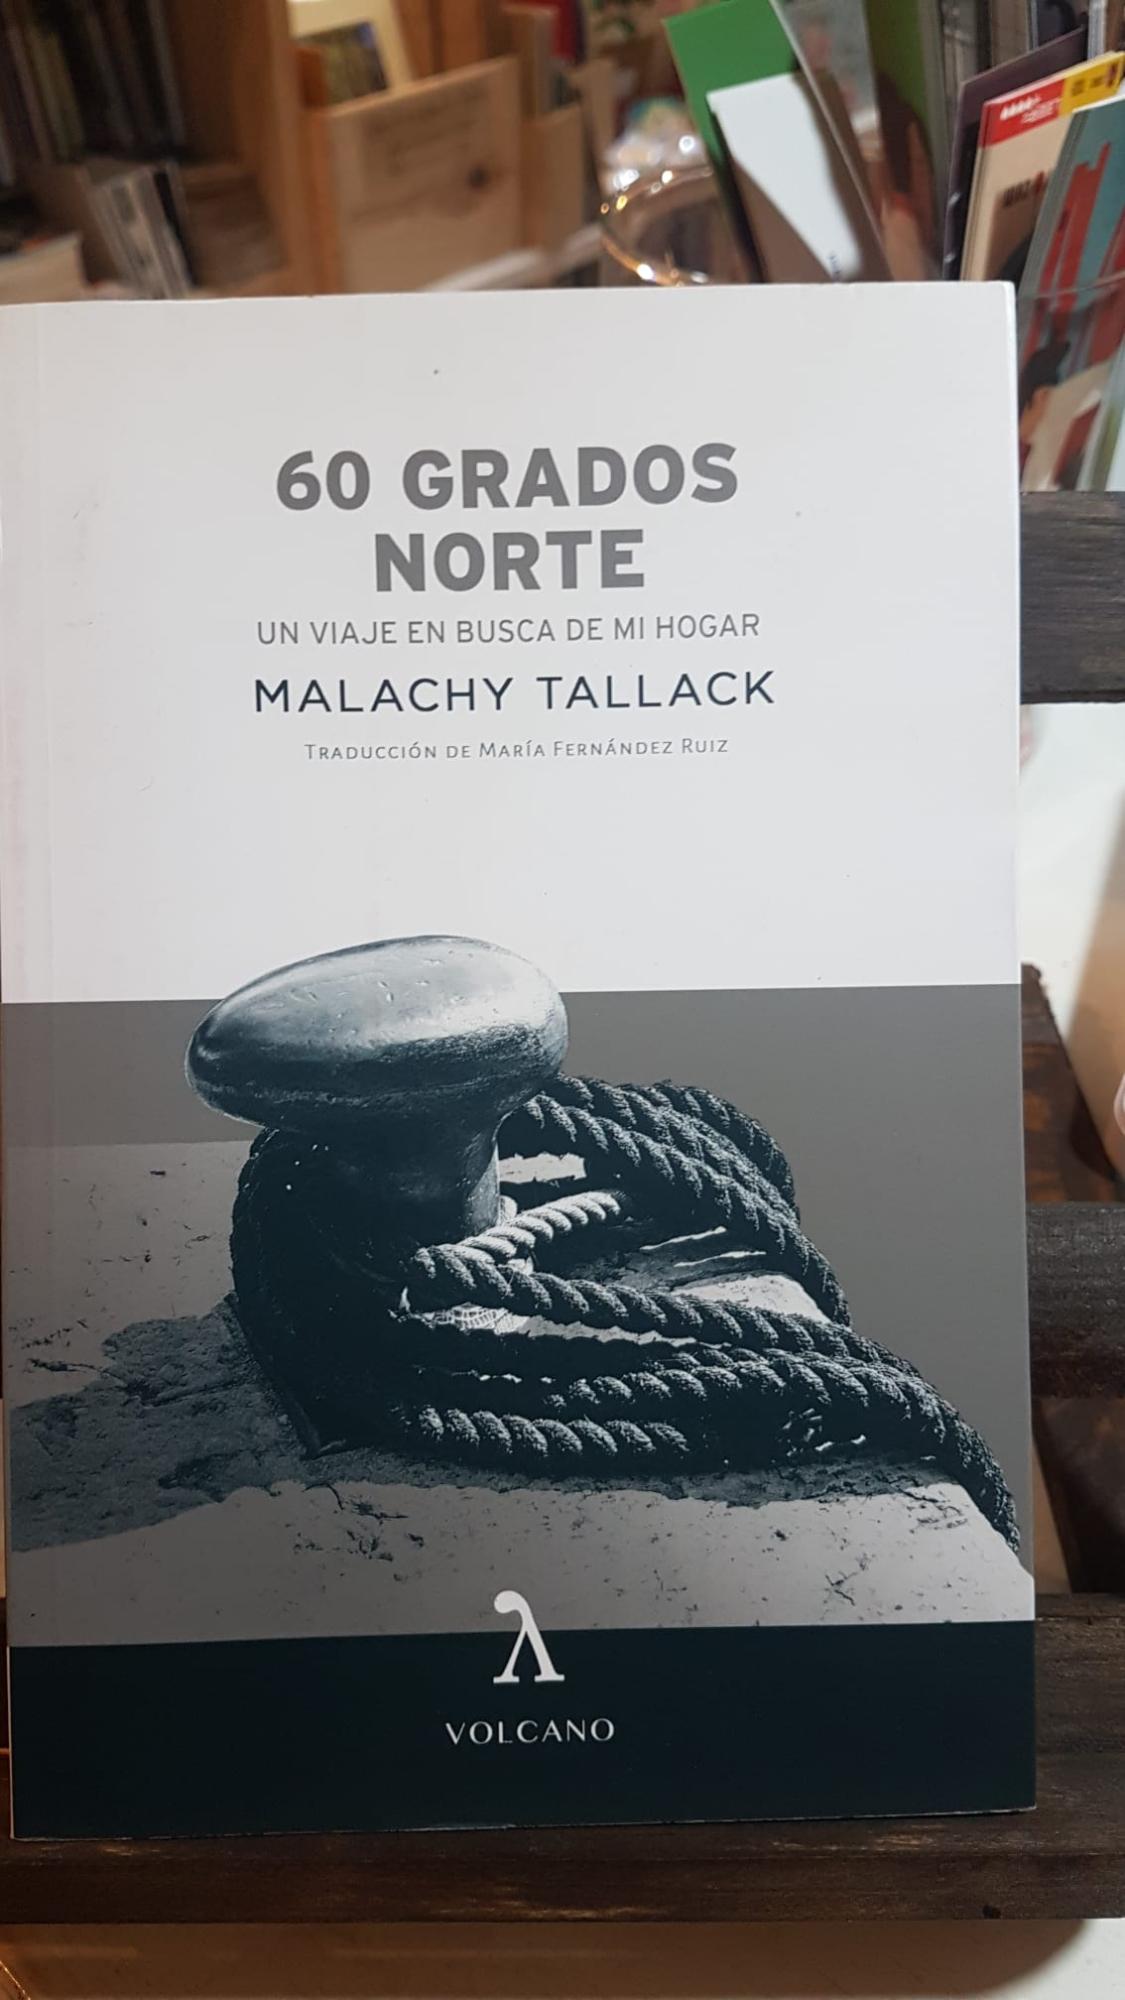 60 GRADOS
NORTE
UN VIAJE EN BUSCA DE MI HOGAR
MALACHY TALLACK
TRADUCCIÓN DE MARÍA FERNÁNDEZ RUIZ
VOLCANO